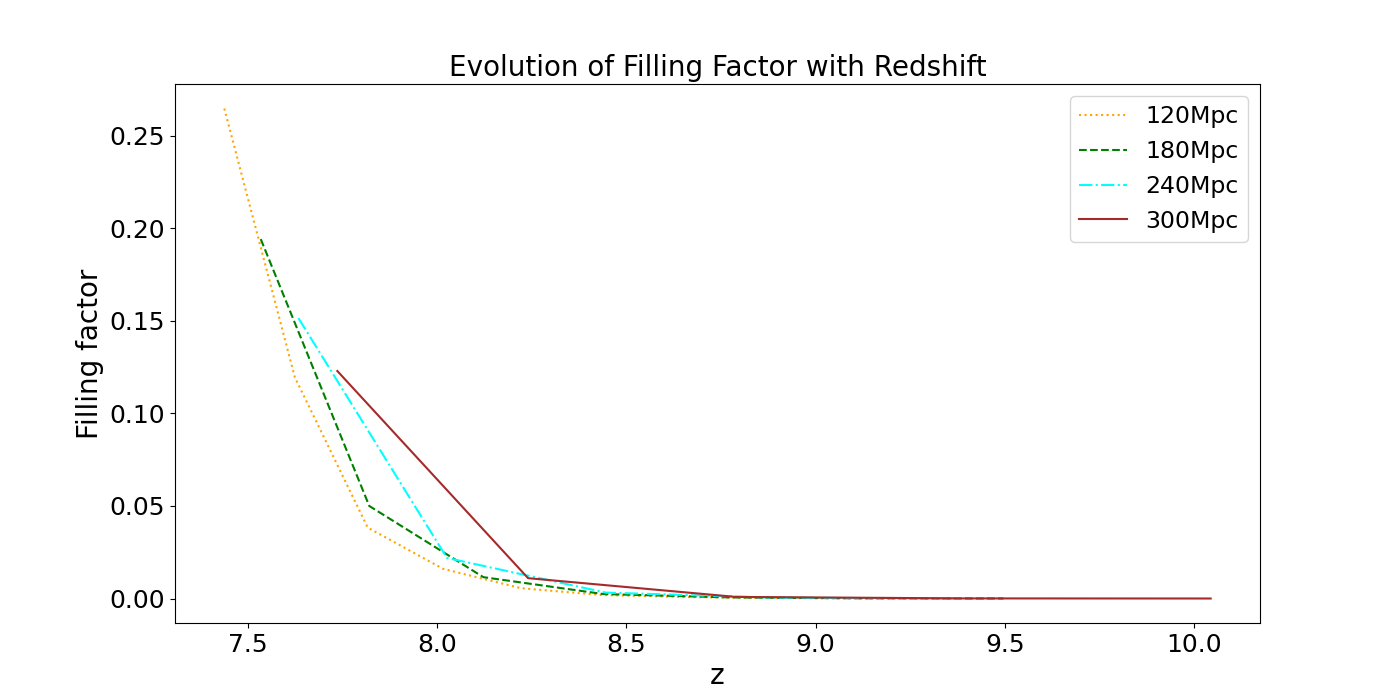 Evolution of Filling Factor with Redshift
120Mpc
180Mpc
240Mpc
300Mpc
Filling factor
0.25
0.20
0.15
0.10
0.05
0.00
7.5 8.0 8.5 9.0 9.5 10.0
z